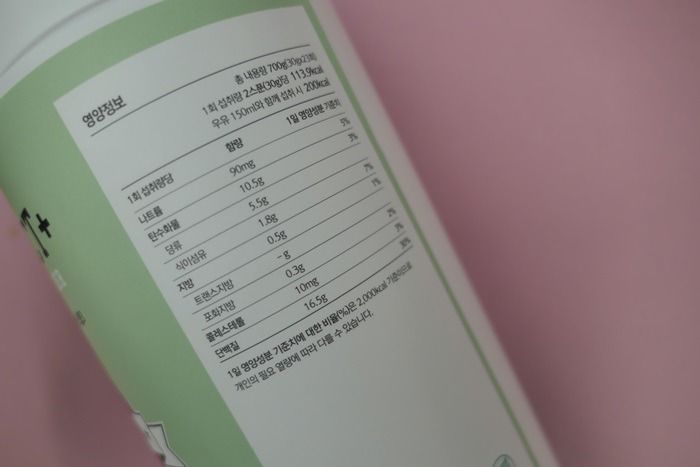 영양정보
총 내용량 700g(30gx23회)
1회 섭취량 2스푼(30g)당 113.9kcal
우유 150ml와 함께 섭취 시 200kcal
1회 섭취량당 함량 1일 영양성분 기준치
나트륨 90mg 5%
탄수화물 10.5g 3%
당류 5.5g
식이섬유 1.8g 7%
지방 0.5g 1%
트랜스지방 -g
포화지방 0.3g 2%
콜레스테롤 10mg 3%
단백질 16.5g 30%
1일 영양성분 기준치에 대한 비율(%)은 2,000kcal 기준이므로
개인의 필요 열량에 따라 다를 수 있습니다.